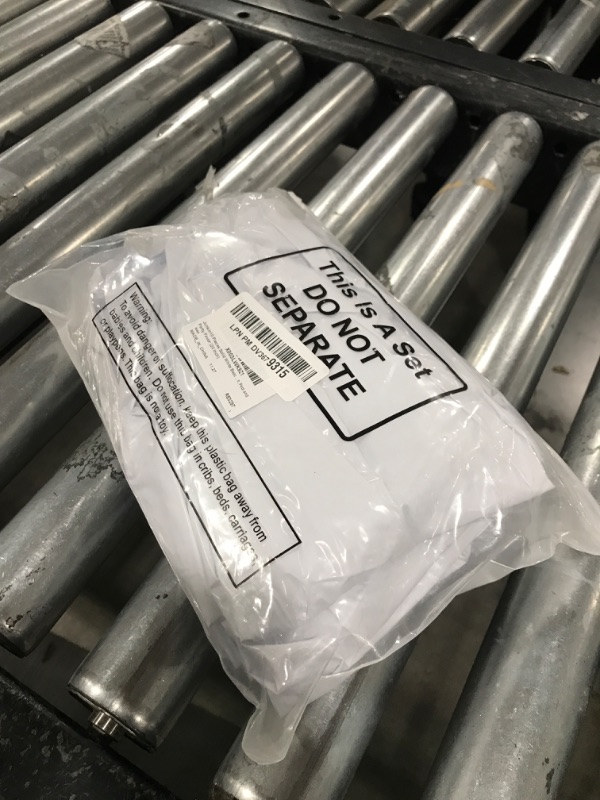 This Is A Set
DO NOT
SEPARATE
LPN PM DV3679315
Warning:
To avoid danger of suffocation, keep this plastic bag away from
babies and children. Do not use this bag in cribs, beds, carriages
or playpens. This bag is not a toy.